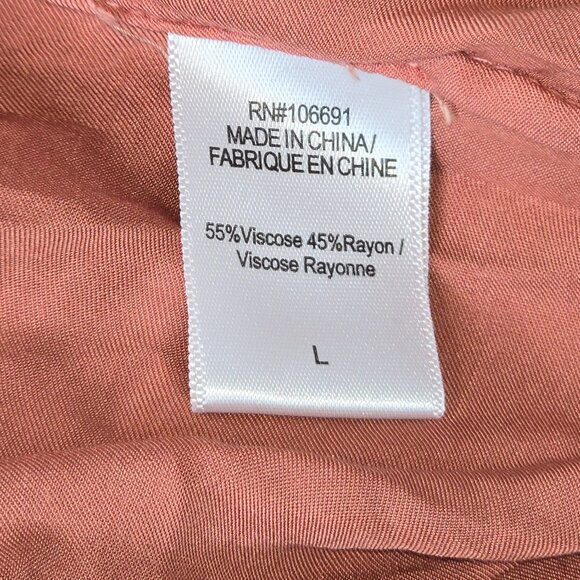 RN#106691
MADE IN CHINA/
FABRIQUE EN CHINE
55%Viscose 45%Rayon /
Viscose Rayonne
L